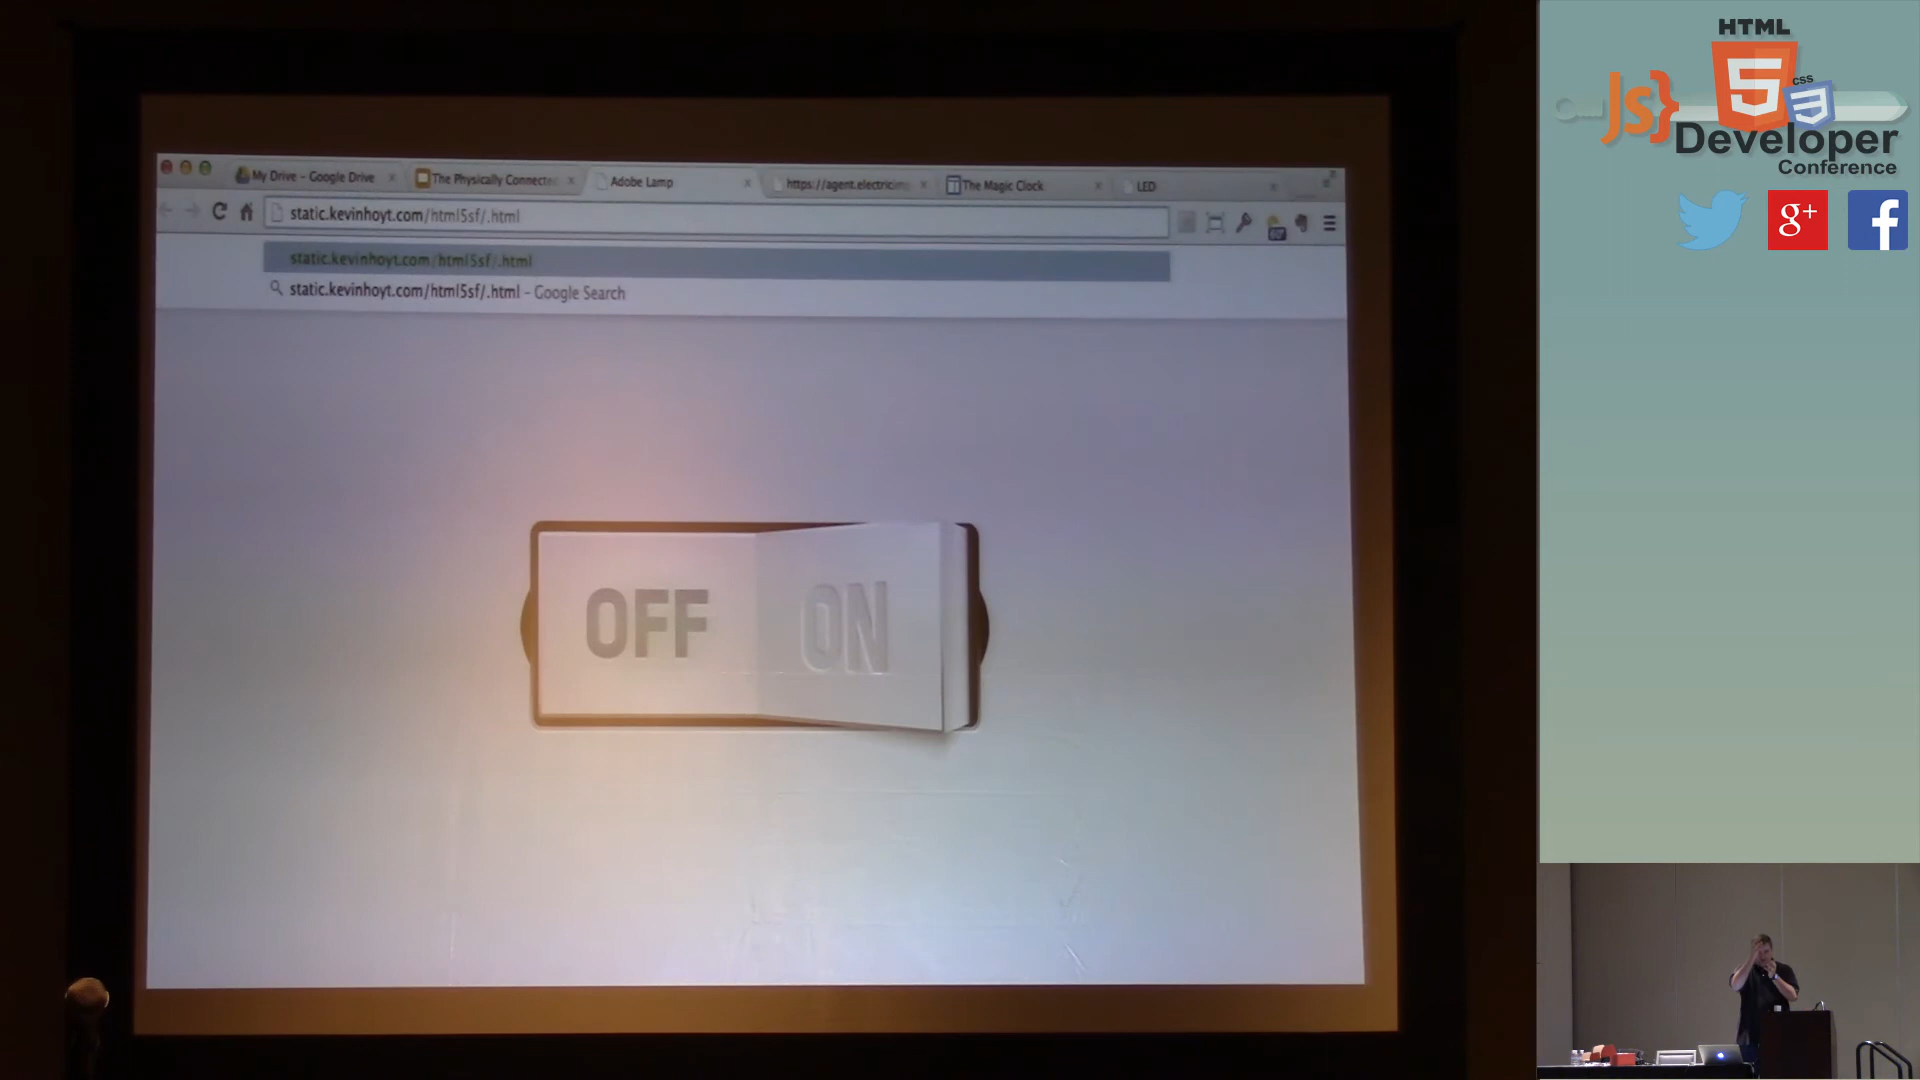 My Drive - Google Drive
The Physically Connecte
Adobe Lamp
https://agent.electricim
The Magic Clock
LED
static.kevinhoyt.com/html5sf/.html
static.kevinhoyt.com/html5sf/.html
static.kevinhoyt.com/html5sf/.html - Google Search
OFF
ON
HTML
5
CSS
3
JS}
Developer
Conference
g+
f